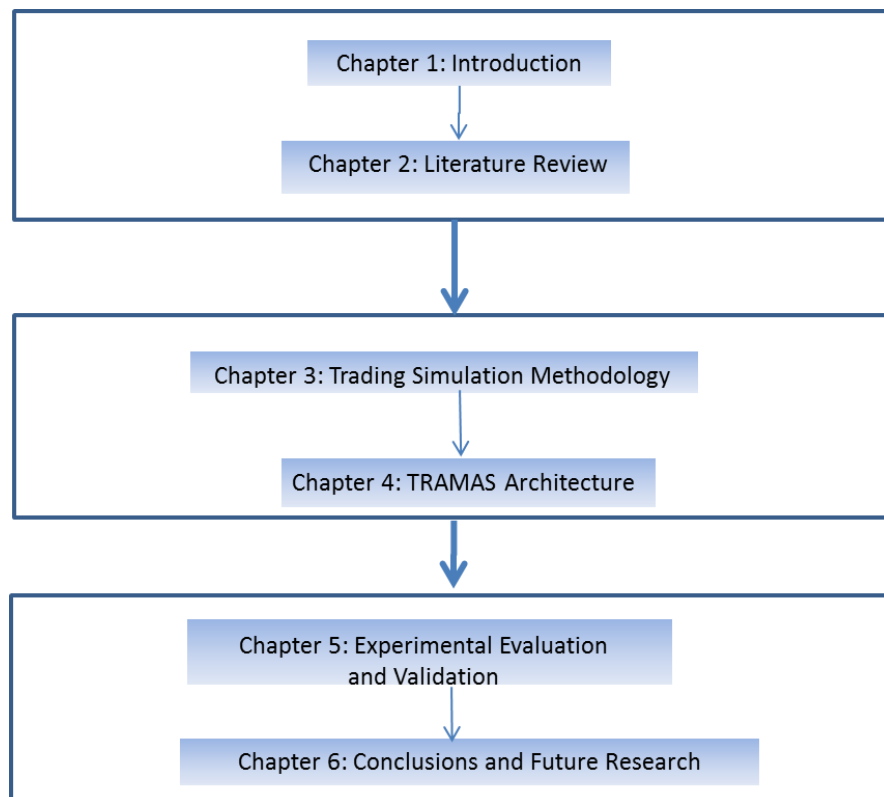 Chapter 1: Introduction
Chapter 2: Literature Review
Chapter 3: Trading Simulation Methodology
Chapter 4: TRAMAS Architecture
Chapter 5: Experimental Evaluation
and Validation
Chapter 6: Conclusions and Future Research